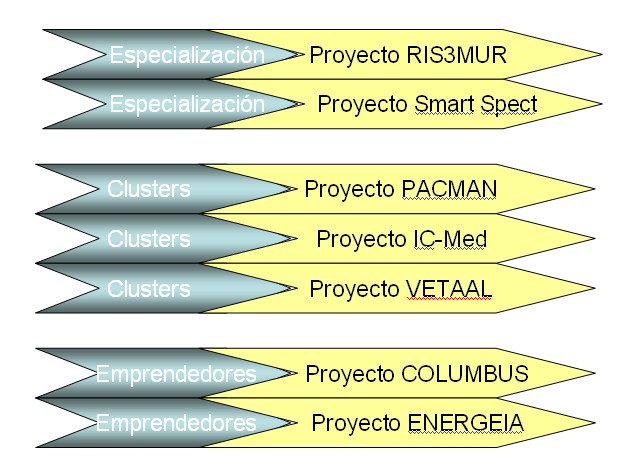 Especialización Proyecto RIS3MUR
Especialización Proyecto Smart Spect
Clusters Proyecto PACMAN
Clusters Proyecto IC-Med
Clusters Proyecto VETAAL
Emprendedores Proyecto COLUMBUS
Emprendedores Proyecto ENERGEIA